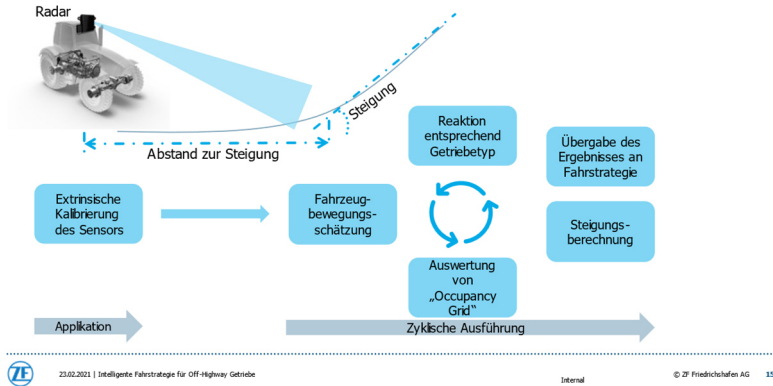 Radar
Steigung
Abstand zur Steigung
Extrinsische
Kalibrierung
des Sensors
Fahrzeug-
bewegungs-
schätzung
Reaktion
entsprechend
Getriebetyp
Übergabe des
Ergebnisses an
Fahrstrategie
Steigungs-
berechnung
Auswertung
von
„Occupancy
Grid“
Applikation
Zyklische Ausführung
ZF
23.02.2021 | Intelligente Fahrstrategie für Off-Highway Getriebe
Internal
© ZF Friedrichshafen AG
15